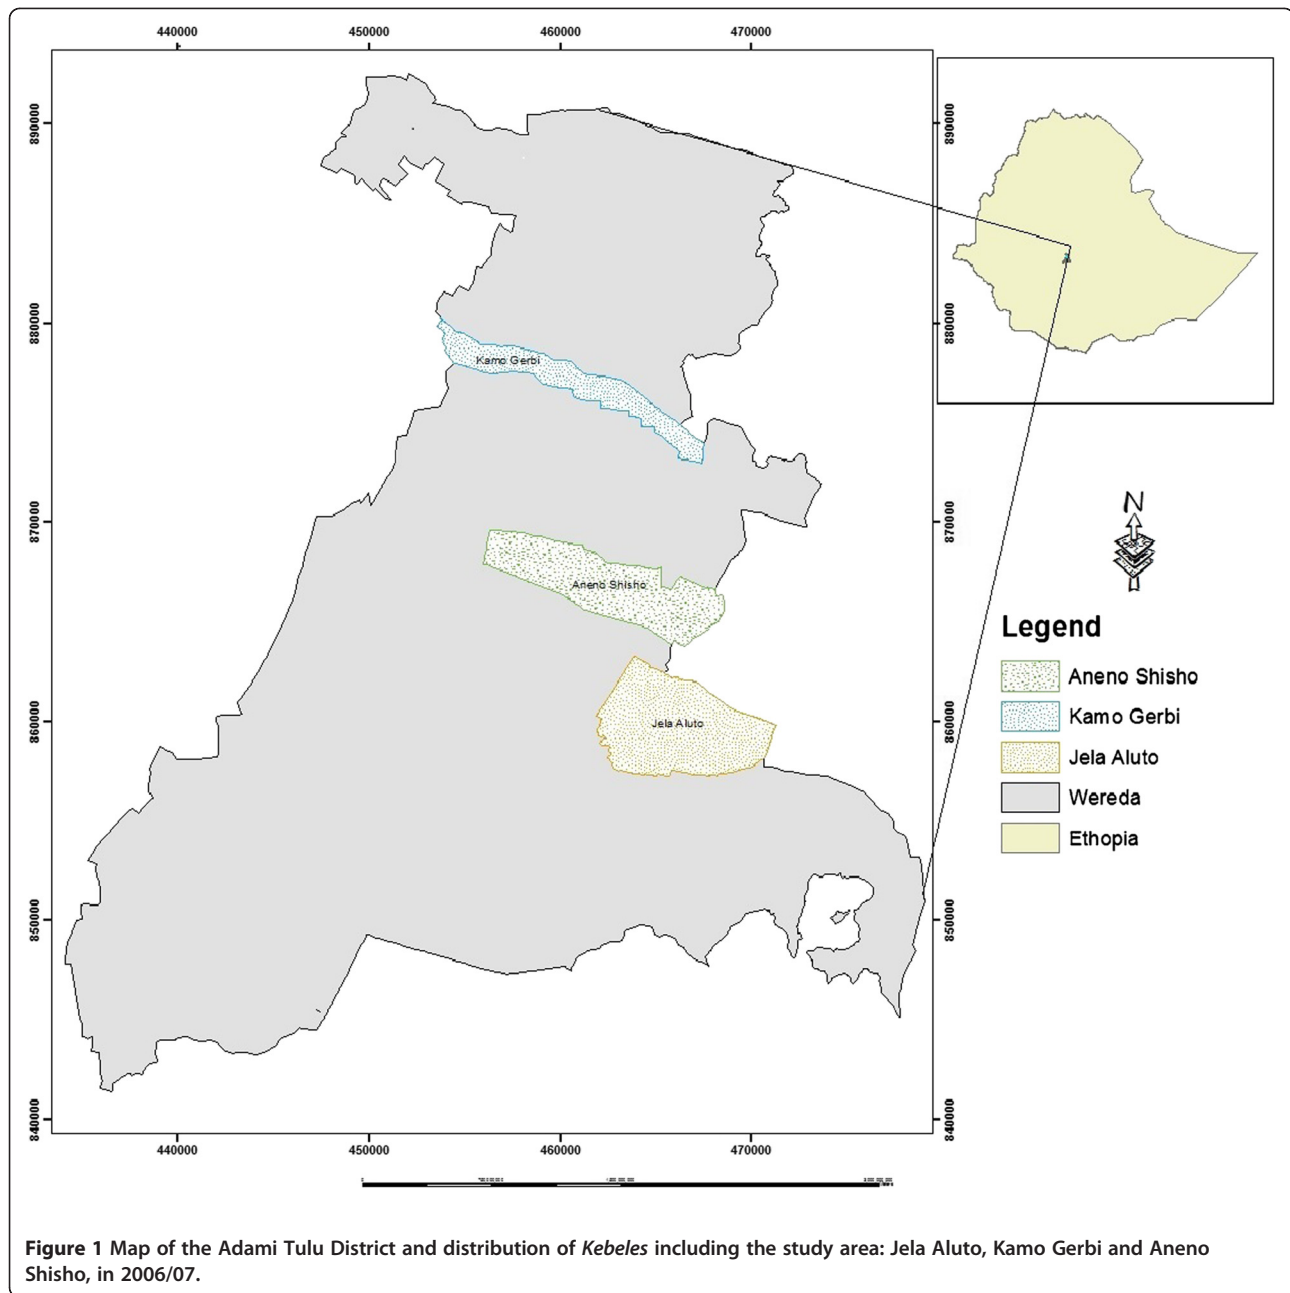 440000 450000 460000 470000
890000 890000
880000 880000
870000 870000
860000 860000
850000 850000
840000 840000
Kamo Gerbi
Aneno Shisho
Jela Aluto
N
Legend
Aneno Shisho
Kamo Gerbi
Jela Aluto
Wereda
Ethopia
440000 450000 460000 470000
0
Figure 1 Map of the Adami Tulu District and distribution of Kebeles including the study area: Jela Aluto, Kamo Gerbi and Aneno
Shisho, in 2006/07.